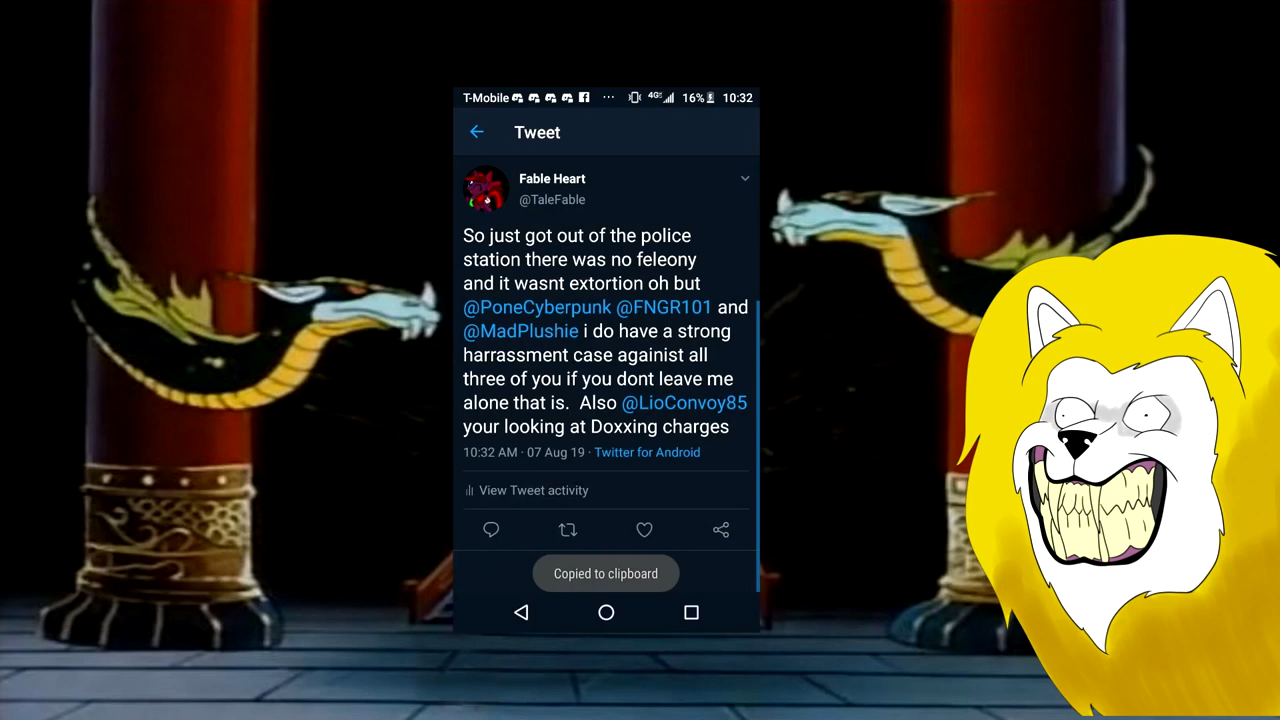 T-Mobile ... 4G 16% 10:32
Tweet
Fable Heart
@TaleFable
So just got out of the police
station there was no feleony
and it wasnt extortion oh but
@PoneCyberpunk @FNGR101 and
@MadPlushie i do have a strong
harrassment case againist all
three of you if you dont leave me
alone that is.  Also @LioConvoy85
your looking at Doxxing charges
10:32 AM · 07 Aug 19 · Twitter for Android
View Tweet activity
Copied to clipboard